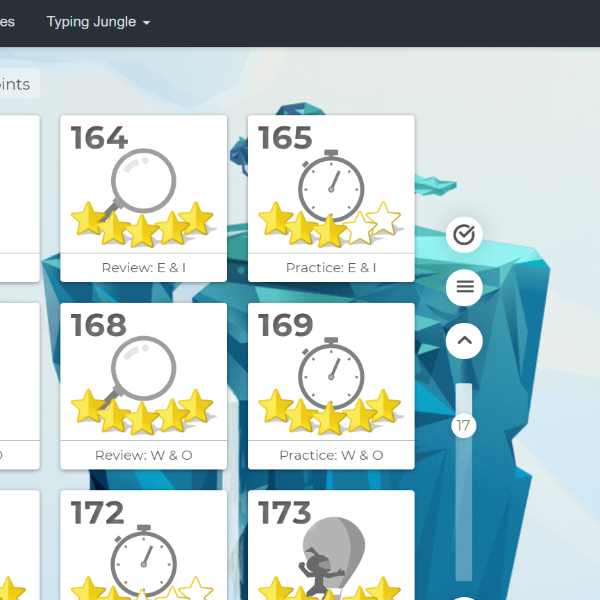 es Typing Jungle
oints
164 165
Review: E & I Practice: E & I
168 169
17
Review: W & O Practice: W & O
172 173